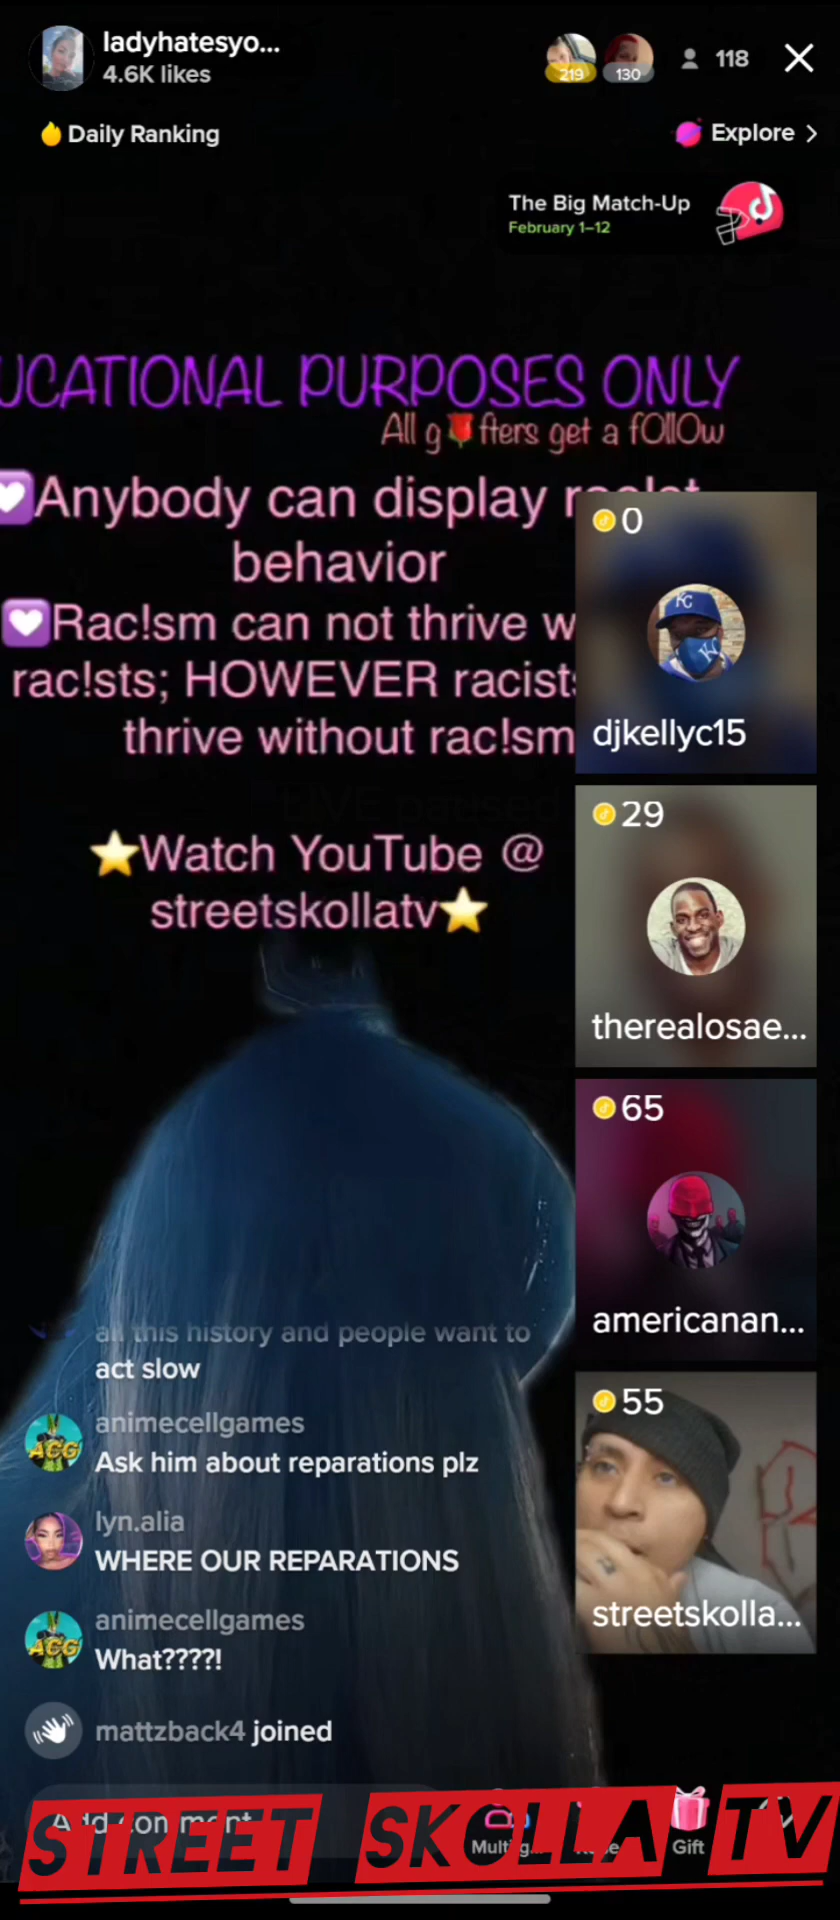 ladyhatesyo...
4.6K likes
219
130
118
Daily Ranking
Explore
The Big Match-Up
February 1–12
UCATIONAL PURPOSES ONLY
All g🌹fters get a fOllOw
💟Anybody can display
behavior
💟Rac!sm can not thrive w
rac!sts; HOWEVER racists
thrive without rac!sm
⭐Watch YouTube @
streetskollatv⭐
0
djkellyc15
29
therealosae...
65
americanan...
55
streetskolla...
all this history and people want to
act slow
animecellgames
Ask him about reparations plz
lyn.alia
WHERE OUR REPARATIONS
animecellgames
What????!
mattzback4 joined
Add comment
Gift
STREET SKOLLA TV